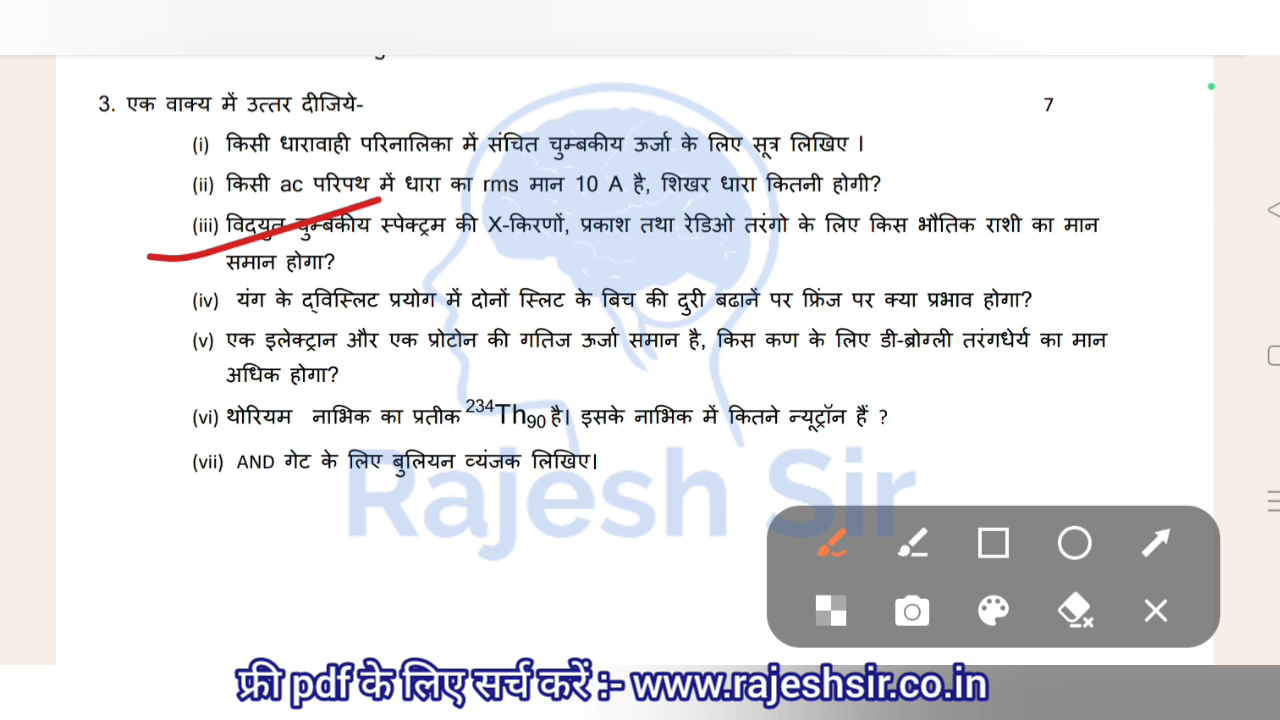 3. एक वाक्य में उत्तर दीजिये- 7
(i) किसी धारावाही परिनालिका में संचित चुम्बकीय ऊर्जा के लिए सूत्र लिखिए ।
(ii) किसी ac परिपथ में धारा का rms मान 10 A है, शिखर धारा कितनी होगी?
(iii) विदयुत चुम्बकीय स्पेक्ट्रम की X-किरणों, प्रकाश तथा रेडिओ तरंगो के लिए किस भौतिक राशी का मान
समान होगा?
(iv) यंग के द्विस्लिट प्रयोग में दोनों स्लिट के बिच की दुरी बढानें पर फ्रिंज पर क्या प्रभाव होगा?
(v) एक इलेक्ट्रान और एक प्रोटोन की गतिज ऊर्जा समान है, किस कण के लिए डी-ब्रोग्ली तरंगधेर्य का मान
अधिक होगा?
(vi) थोरियम नाभिक का प्रतीक ²³⁴Th₉₀ है। इसके नाभिक में कितने न्यूट्रॉन हैं ?
(vii) AND गेट के लिए बुलियन व्यंजक लिखिए।
Rajesh Sir
फ्री pdf के लिए सर्च करें :- www.rajeshsir.co.in